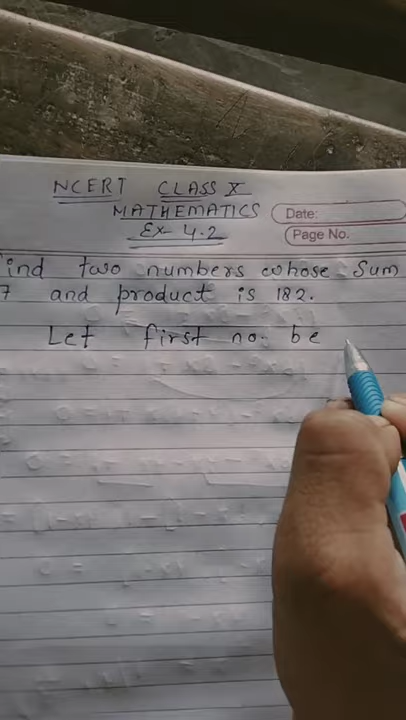 NCERT CLASS X
MATHEMATICS
Ex 4.2
Date:
Page No.
ind two numbers whose Sum
7 and product is 182.
Let first no. be